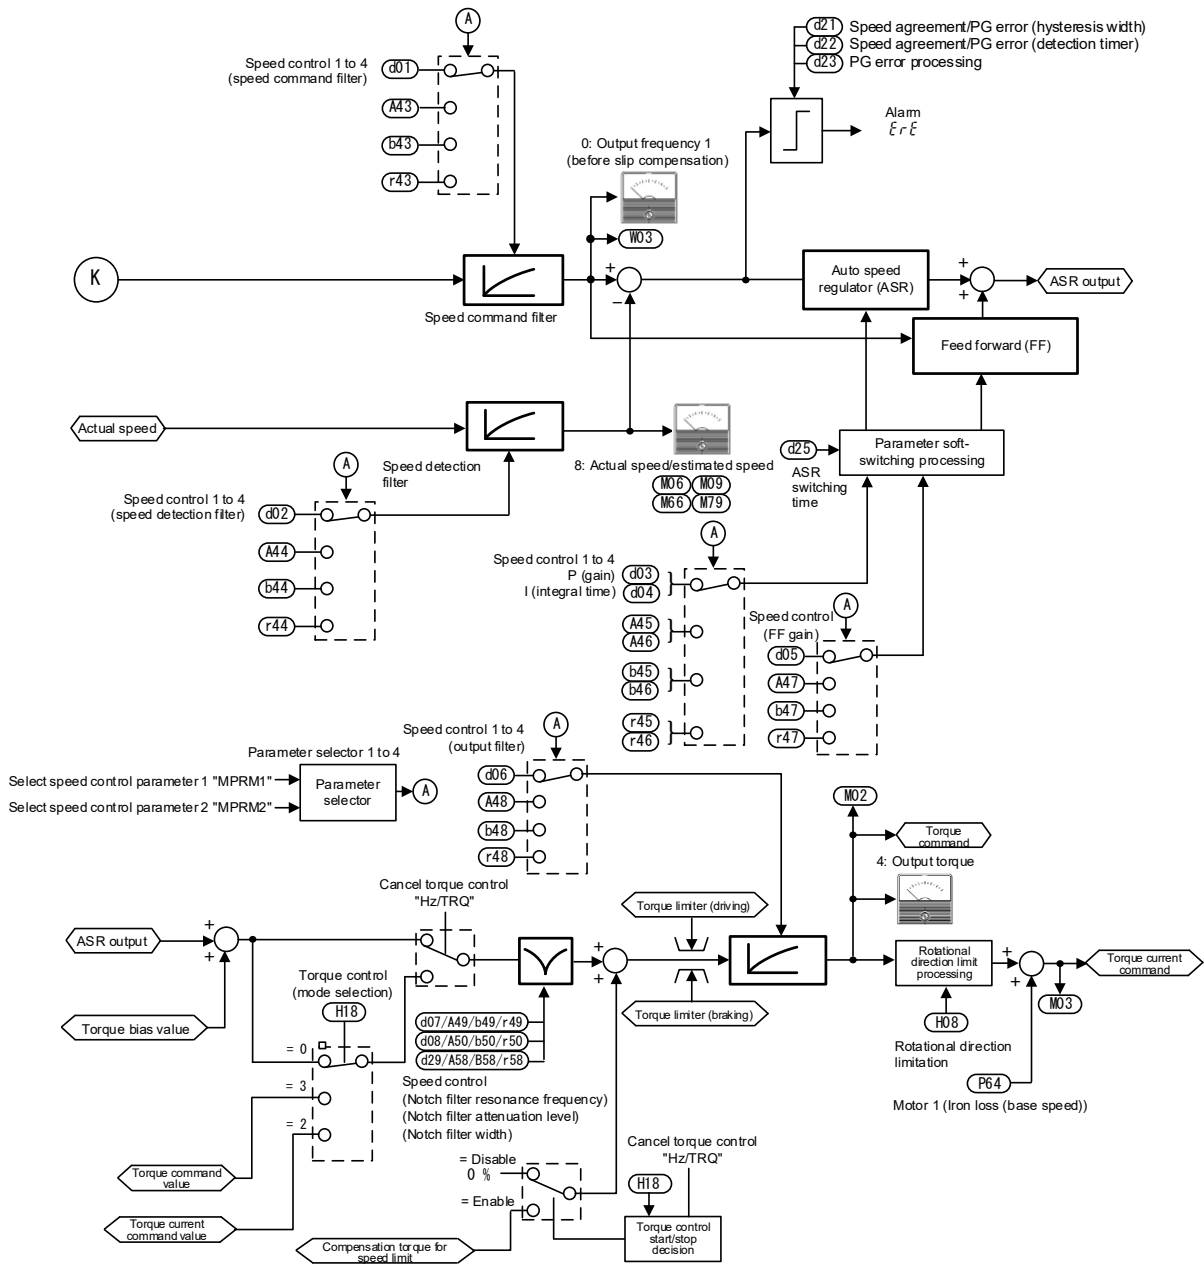 A
d21 Speed agreement/PG error (hysteresis width)
d22 Speed agreement/PG error (detection timer)
d23 PG error processing
Speed control 1 to 4
(speed command filter)
d01
A43
b43
r43
Alarm
ErE
0: Output frequency 1
(before slip compensation)
W03
K
Speed command filter
+
−
Auto speed
regulator (ASR)
+
+
ASR output
Feed forward (FF)
Actual speed
Speed detection
filter
8: Actual speed/estimated speed
M06 M09
M66 M79
d25
ASR
switching
time
Parameter soft-
switching processing
A
Speed control 1 to 4
(speed detection filter)
d02
A44
b44
r44
A
Speed control 1 to 4
P (gain)
I (integral time)
d03
d04
A45
A46
b45
b46
r45
r46
A
Speed control
(FF gain)
d05
A47
b47
r47
A
Speed control 1 to 4
(output filter)
d06
A48
b48
r48
Parameter selector 1 to 4
Select speed control parameter 1 "MPRM1"
Select speed control parameter 2 "MPRM2"
Parameter
selector
A
M02
Torque
command
4: Output torque
Cancel torque control
"Hz/TRQ"
Torque limiter (driving)
Torque limiter (braking)
ASR output
+
+
Torque bias value
Torque control
(mode selection)
H18
= 0
= 3
= 2
Torque command
value
Torque current
command value
d07/A49/b49/r49
d08/A50/b50/r50
d29/A58/B58/r58
Speed control
(Notch filter resonance frequency)
(Notch filter attenuation level)
(Notch filter width)
+
+
Rotational
direction limit
processing
H08
Rotational direction
limitation
+
+
Torque current
command
M03
P64
Motor 1 (Iron loss (base speed))
= Disable
0 %
= Enable
Compensation torque for
speed limit
Cancel torque control
"Hz/TRQ"
H18
Torque control
start/stop
decision